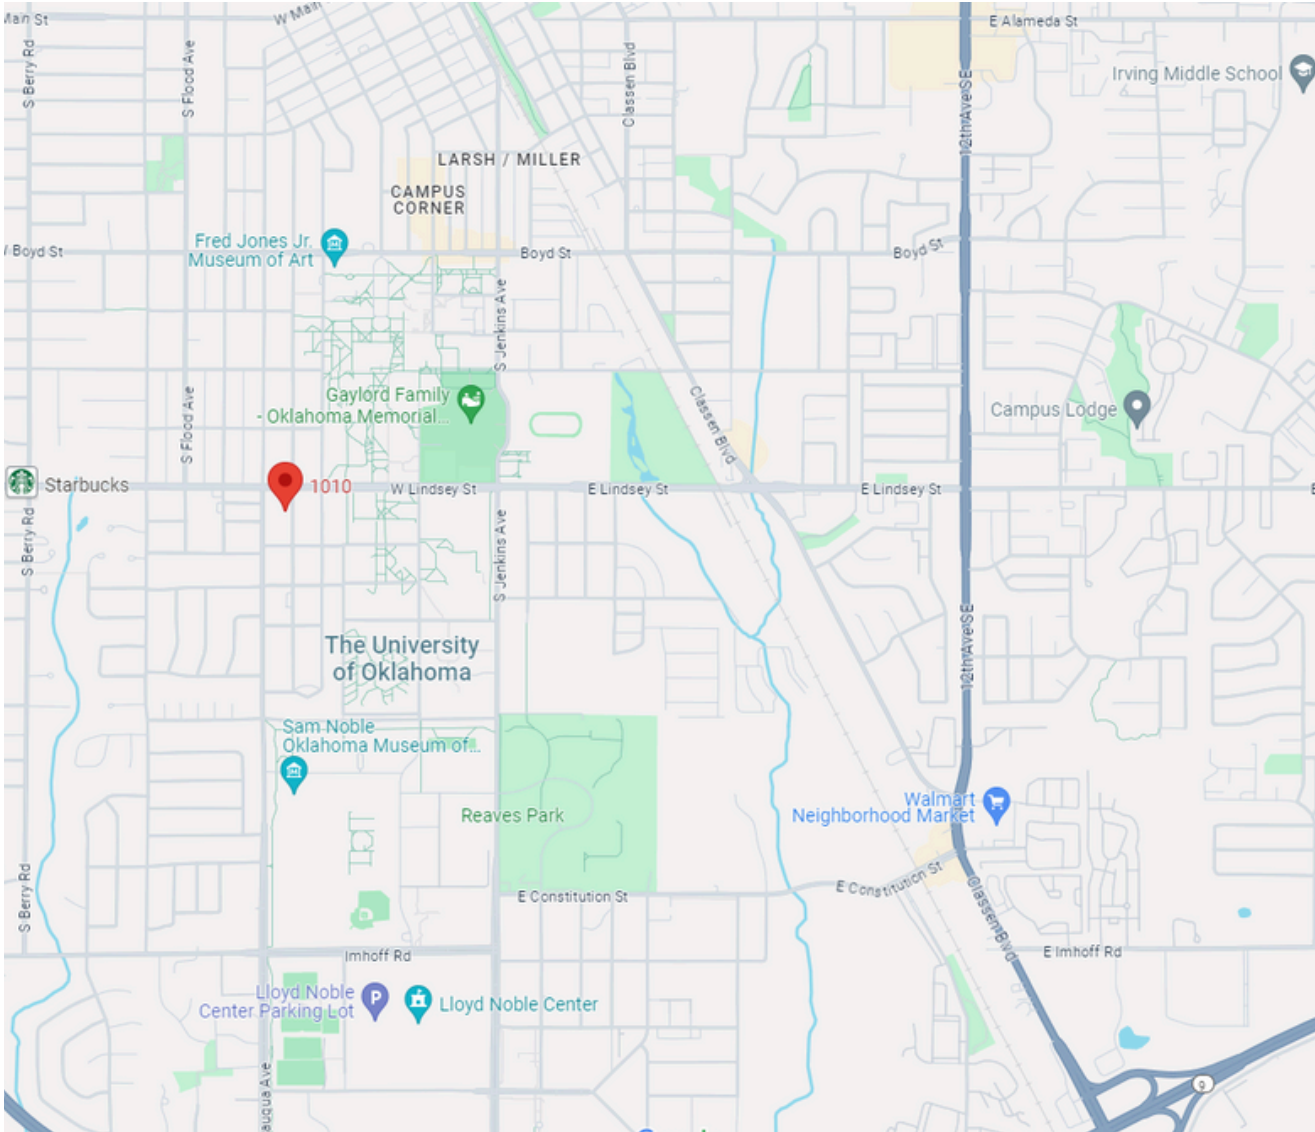 Main St
W Main
E Alameda St
S Berry Rd
S Flood Ave
Classen Blvd
12th Ave SE
Irving Middle School
LARSH / MILLER
CAMPUS
CORNER
Fred Jones Jr.
Museum of Art
W Boyd St
Boyd St
Boyd St
S Jenkins Ave
S Flood Ave
Gaylord Family
- Oklahoma Memorial...
Classen Blvd
Campus Lodge
Starbucks
1010
W Lindsey St
E Lindsey St
E Lindsey St
S Berry Rd
S Jenkins Ave
12th Ave SE
The University
of Oklahoma
Sam Noble
Oklahoma Museum of...
Reaves Park
Walmart
Neighborhood Market
S Berry Rd
E Constitution St
E Constitution St
Classen Blvd
Imhoff Rd
E Imhoff Rd
Lloyd Noble
Center Parking Lot
P
Lloyd Noble Center
auqua Ave
9